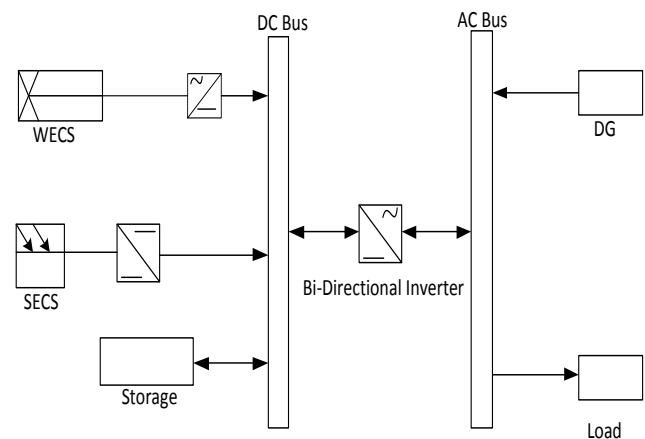 DC Bus
AC Bus
WECS
DG
SECS
Bi-Directional Inverter
Storage
Load